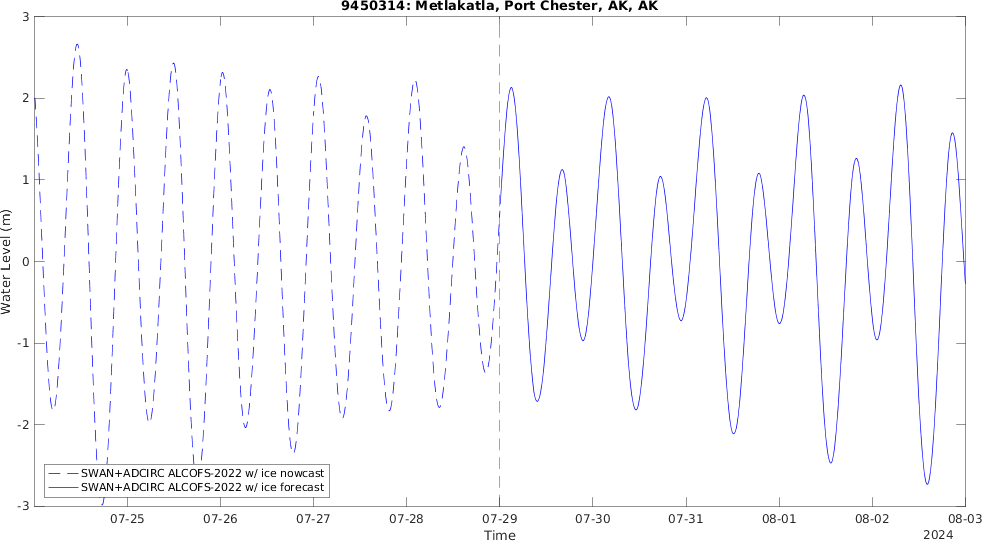 9450314: Metlakatla, Port Chester, AK, AK
3
2
1
0
-1
-2
-3
Water Level (m)
SWAN+ADCIRC ALCOFS-2022 w/ ice nowcast
SWAN+ADCIRC ALCOFS-2022 w/ ice forecast
07-25 07-26 07-27 07-28 07-29 07-30 07-31 08-01 08-02 08-03
Time
2024